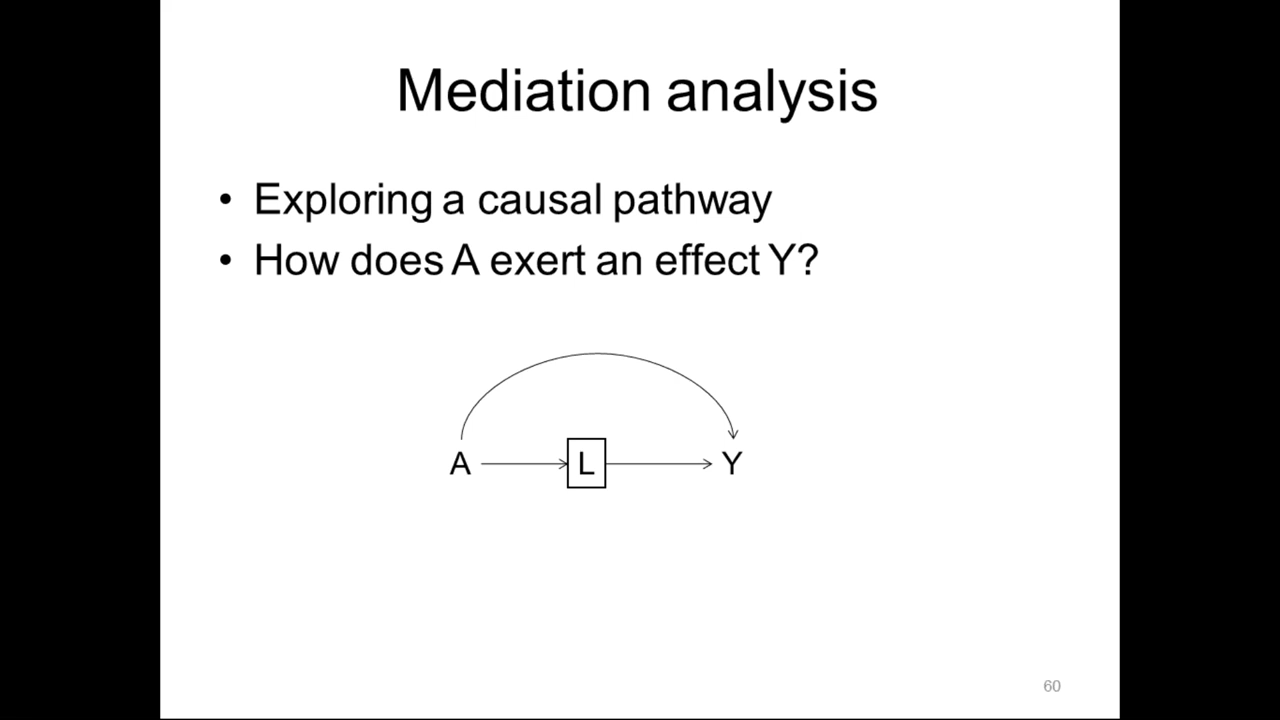 Mediation analysis
• Exploring a causal pathway
• How does A exert an effect Y?
A L Y
60